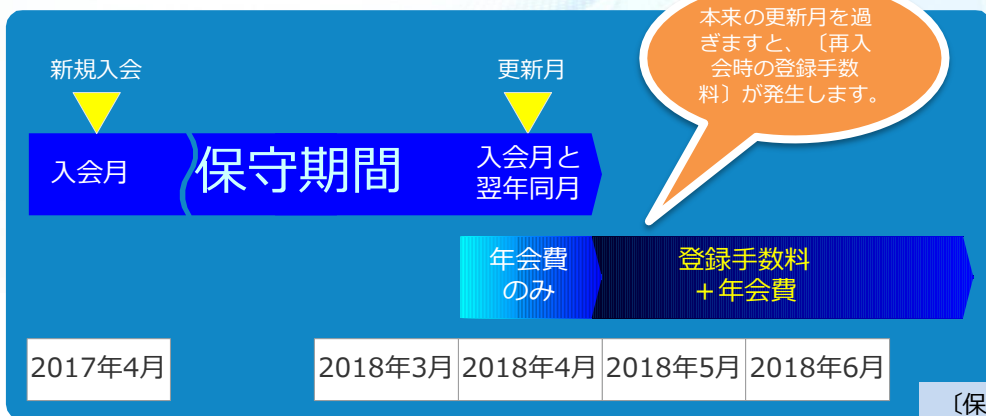 本来の更新月を過
ぎますと、〔再入
会時の登録手数
料〕が発生します。
新規入会
更新月
入会月
保守期間
入会月と
翌年同月
年会費
のみ
登録手数料
＋年会費
2017年4月
2018年3月
2018年4月
2018年5月
2018年6月
〔保